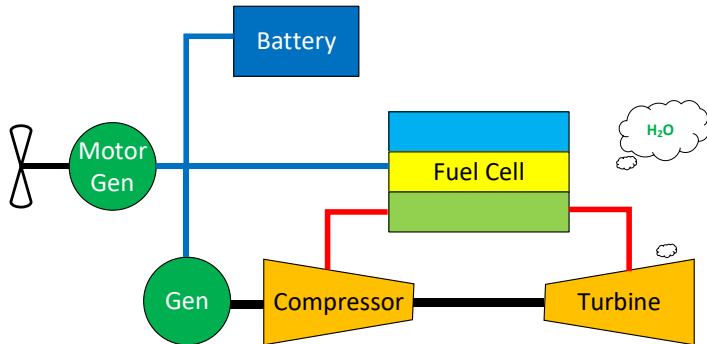 Battery
H₂O
Motor
Gen
Fuel Cell
Gen
Compressor
Turbine